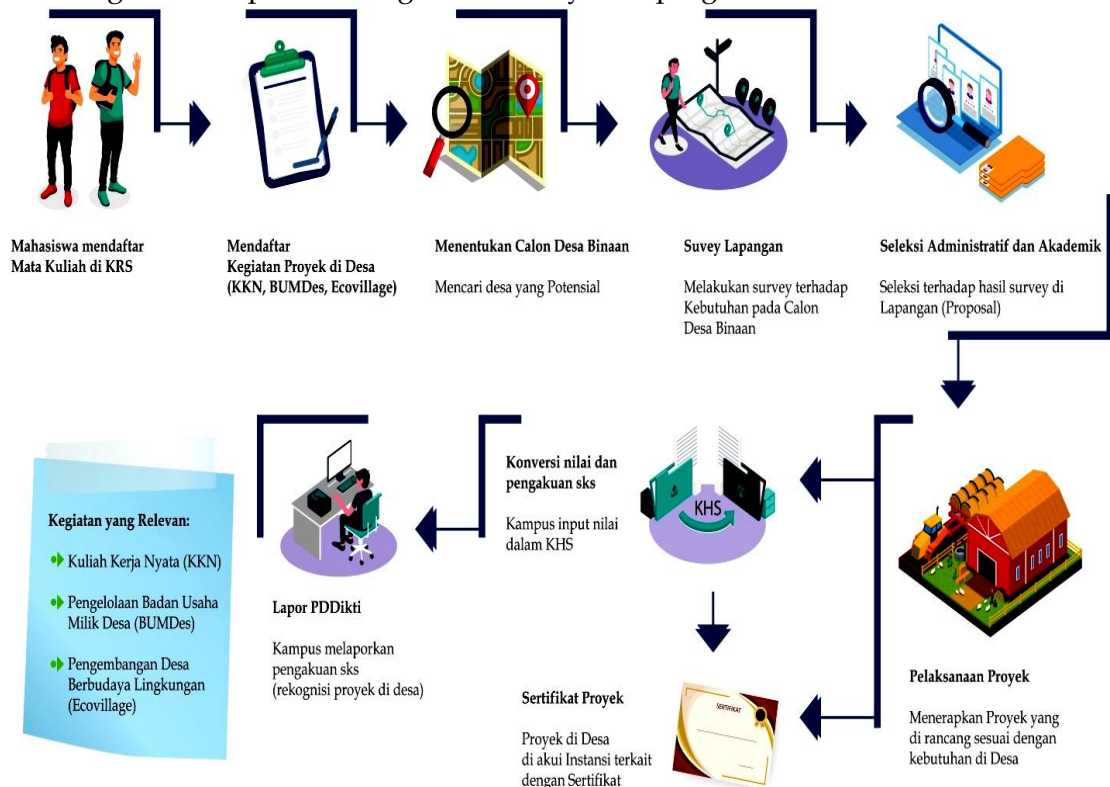 Mahasiswa mendaftar
Mata Kuliah di KRS
Mendaftar
Kegiatan Proyek di Desa
(KKN, BUMDes, Ecovillage)
Menentukan Calon Desa Binaan
Mencari desa yang Potensial
Suvey Lapangan
Melakukan survey terhadap
Kebutuhan pada Calon
Desa Binaan
Seleksi Administratif dan Akademik
Seleksi terhadap hasil survey di
Lapangan (Proposal)
Pelaksanaan Proyek
Menerapkan Proyek yang
di rancang sesuai dengan
kebutuhan di Desa
Konversi nilai dan
pengakuan sks
Kampus input nilai
dalam KHS
KHS
Sertifikat Proyek
Proyek di Desa
di akui Instansi terkait
dengan Sertifikat
SERTIFIKAT
Lapor PDDikti
Kampus melaporkan
pengakuan sks
(rekognisi proyek di desa)
Kegiatan yang Relevan:
Kuliah Kerja Nyata (KKN)
Pengelolaan Badan Usaha
Milik Desa (BUMDes)
Pengembangan Desa
Berbudaya Lingkungan
(Ecovillage)